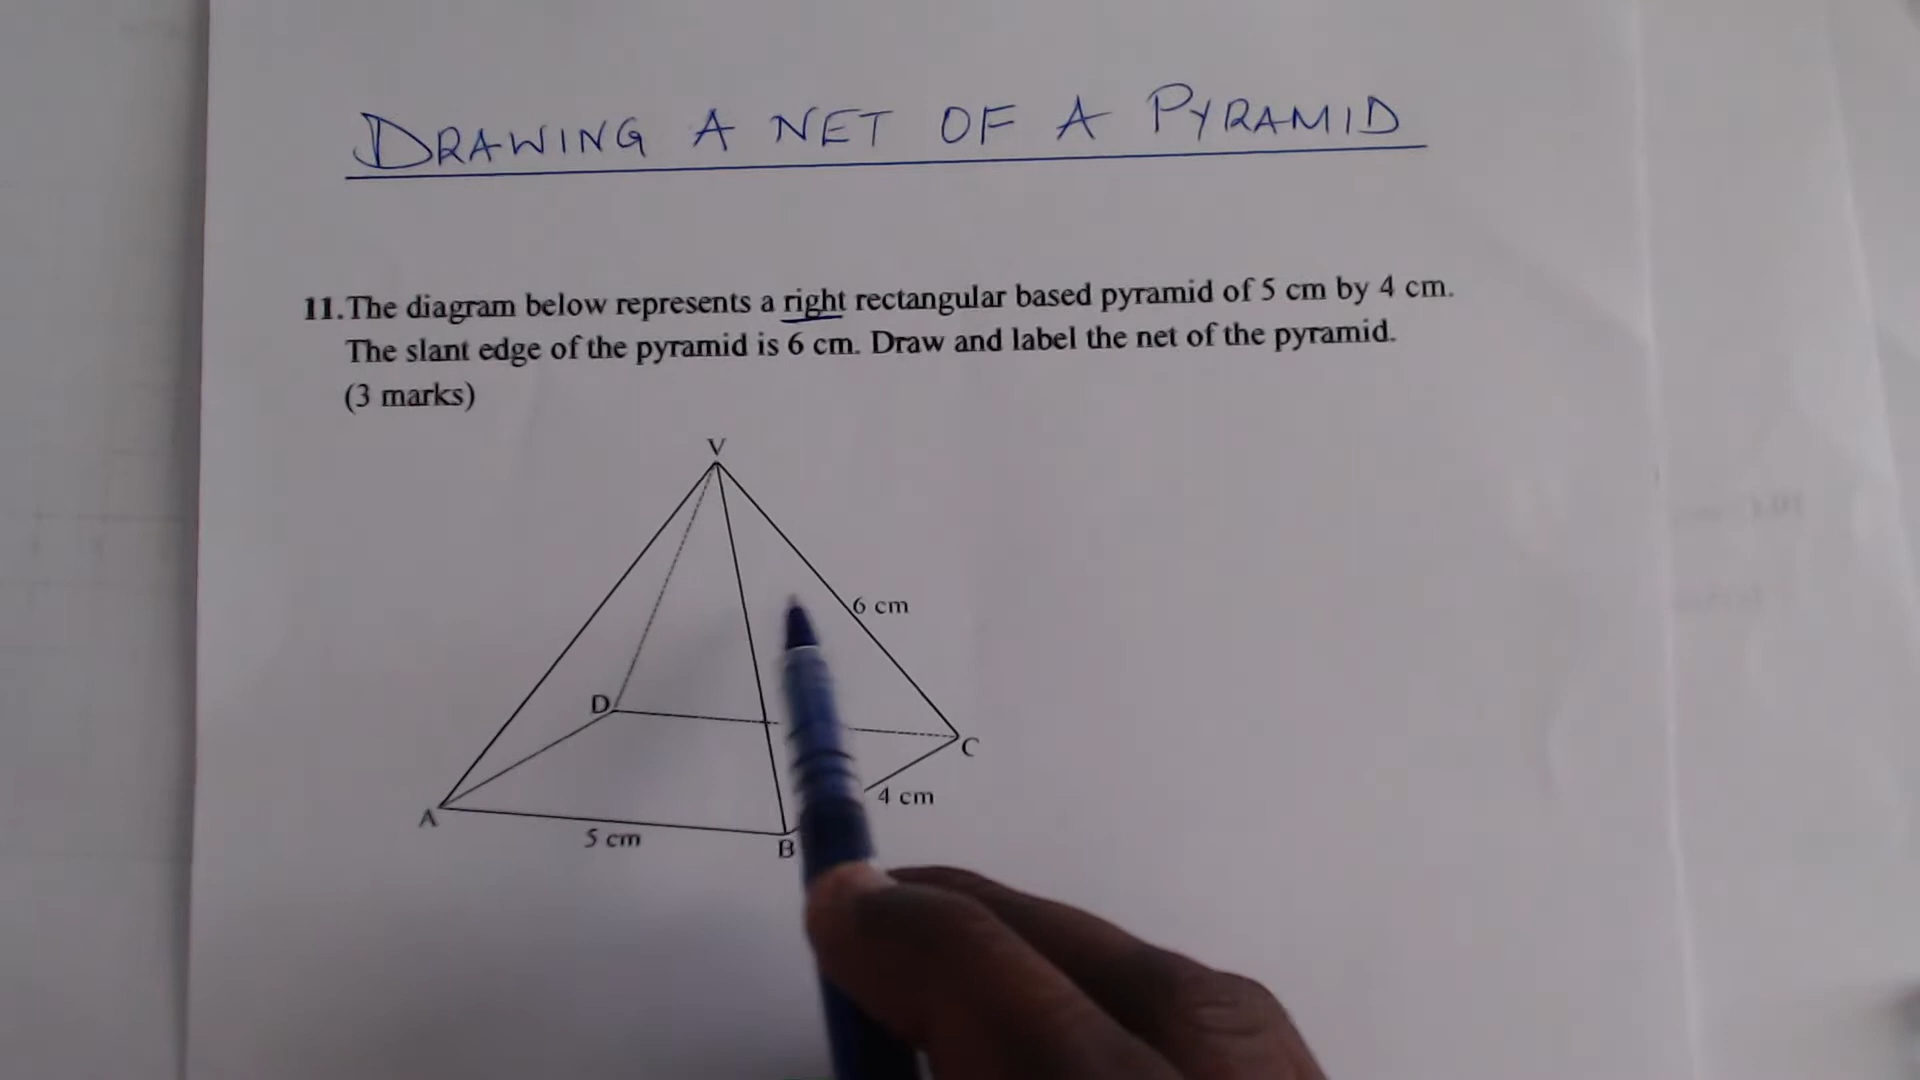 DRAWING A NET OF A PYRAMID
11. The diagram below represents a right rectangular based pyramid of 5 cm by 4 cm.
The slant edge of the pyramid is 6 cm. Draw and label the net of the pyramid.
(3 marks)
V
6 cm
D
C
4 cm
A
5 cm
B